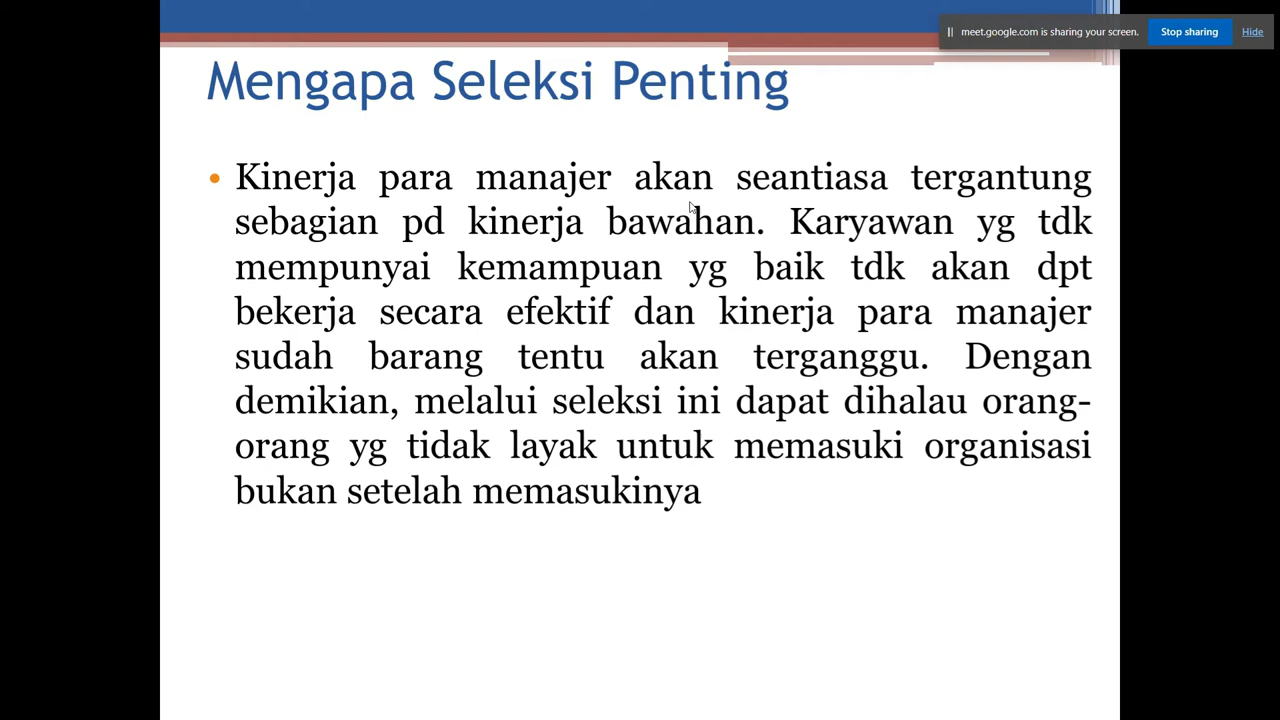 meet.google.com is sharing your screen.
Stop sharing
Hide
Mengapa Seleksi Penting
• Kinerja para manajer akan seantiasa tergantung
sebagian pd kinerja bawahan. Karyawan yg tdk
mempunyai kemampuan yg baik tdk akan dpt
bekerja secara efektif dan kinerja para manajer
sudah barang tentu akan terganggu. Dengan
demikian, melalui seleksi ini dapat dihalau orang-
orang yg tidak layak untuk memasuki organisasi
bukan setelah memasukinya